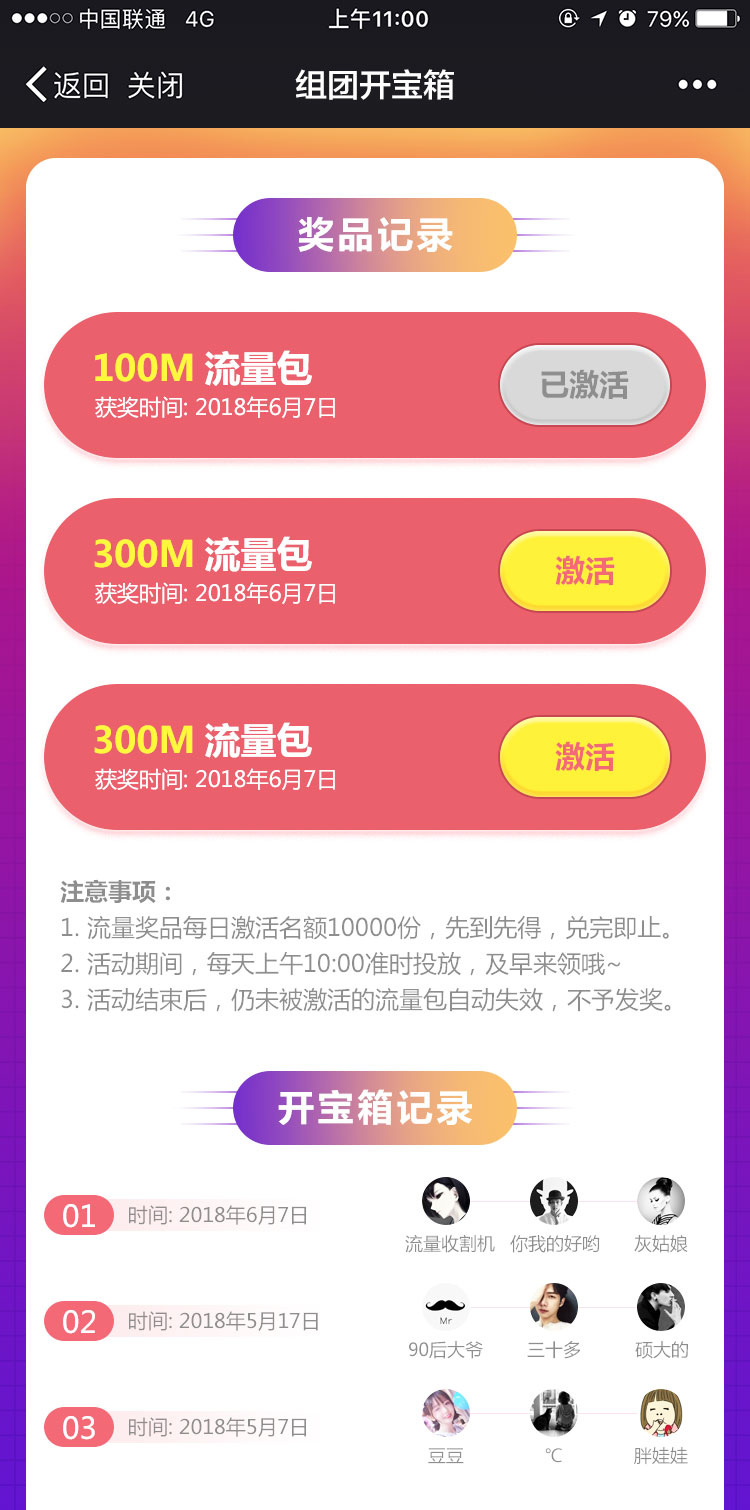 中国联通 4G 上午11:00 79%
返回 关闭 组团开宝箱
奖品记录
100M 流量包
获奖时间: 2018年6月7日
已激活
300M 流量包
获奖时间: 2018年6月7日
激活
300M 流量包
获奖时间: 2018年6月7日
激活
注意事项：
1. 流量奖品每日激活名额10000份，先到先得，兑完即止。
2. 活动期间，每天上午10:00准时投放，及早来领哦~
3. 活动结束后，仍未被激活的流量包自动失效，不予发奖。
开宝箱记录
01 时间: 2018年6月7日
流量收割机 你我的好哟 灰姑娘
02 时间: 2018年5月17日
Mr
90后大爷 三十多 硕大的
03 时间: 2018年5月7日
豆豆 ℃ 胖娃娃